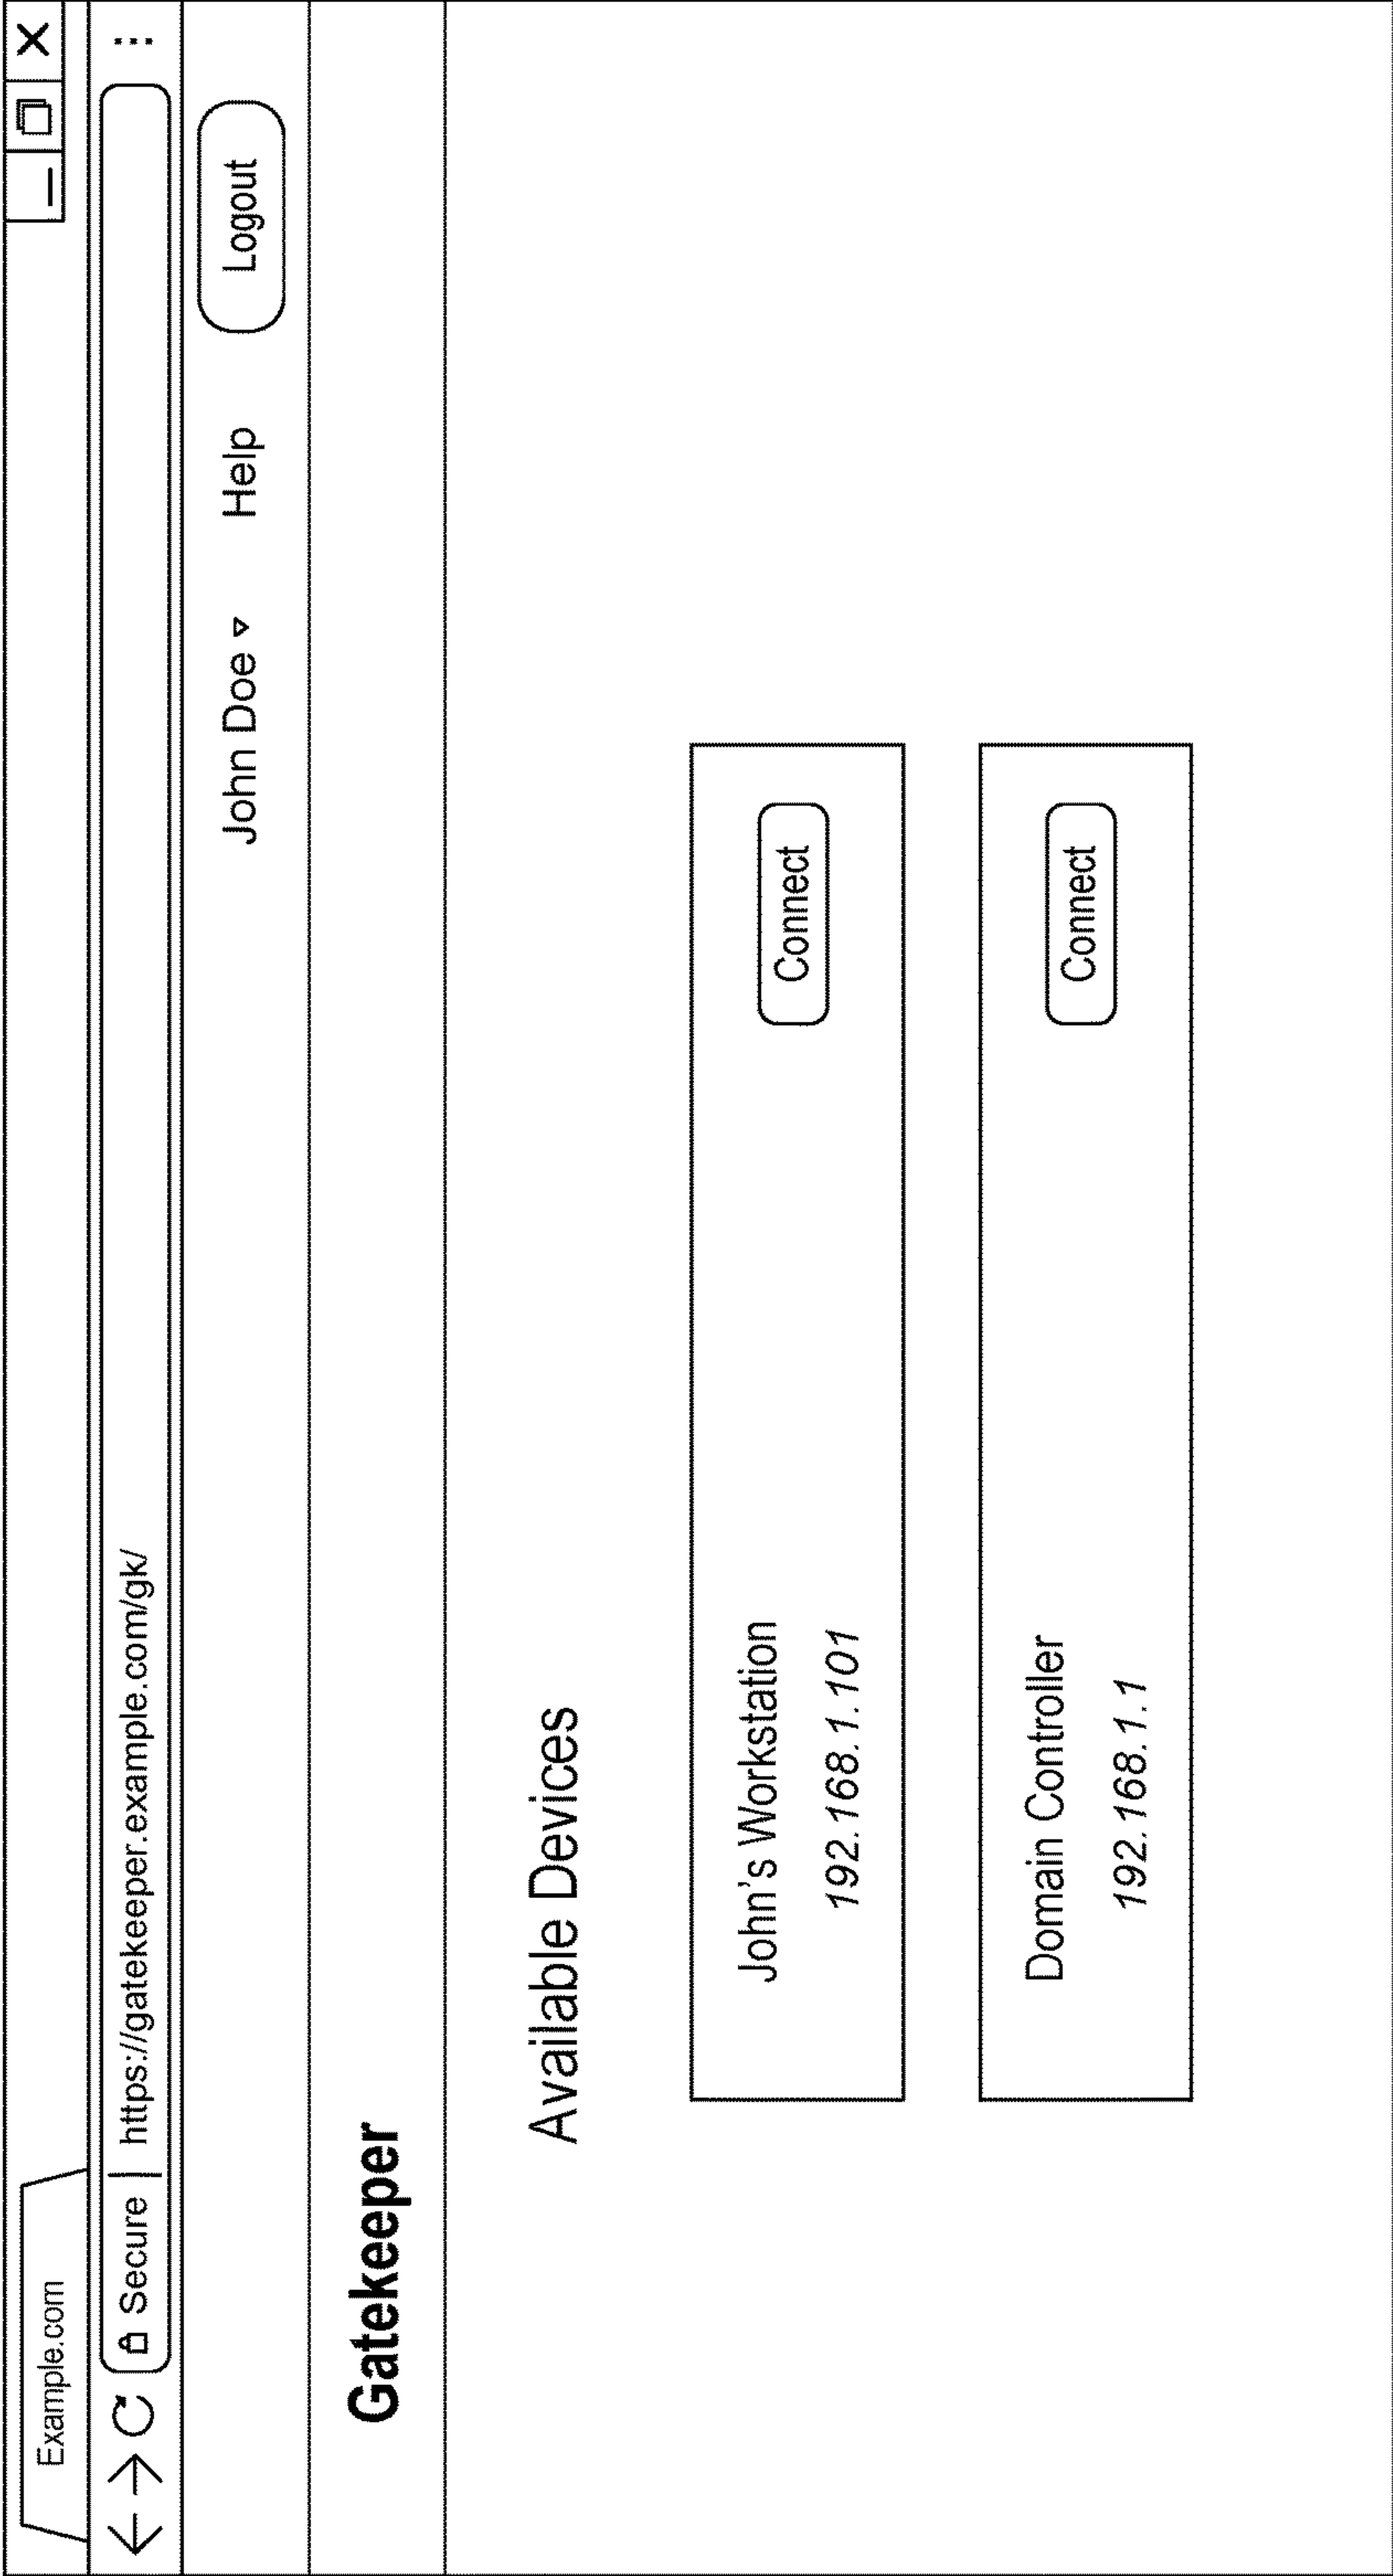 Example.com
Secure | https://gatekeeper.example.com/gk/
John Doe Help Logout
Gatekeeper
Available Devices
John's Workstation
192.168.1.101
Connect
Domain Controller
192.168.1.1
Connect